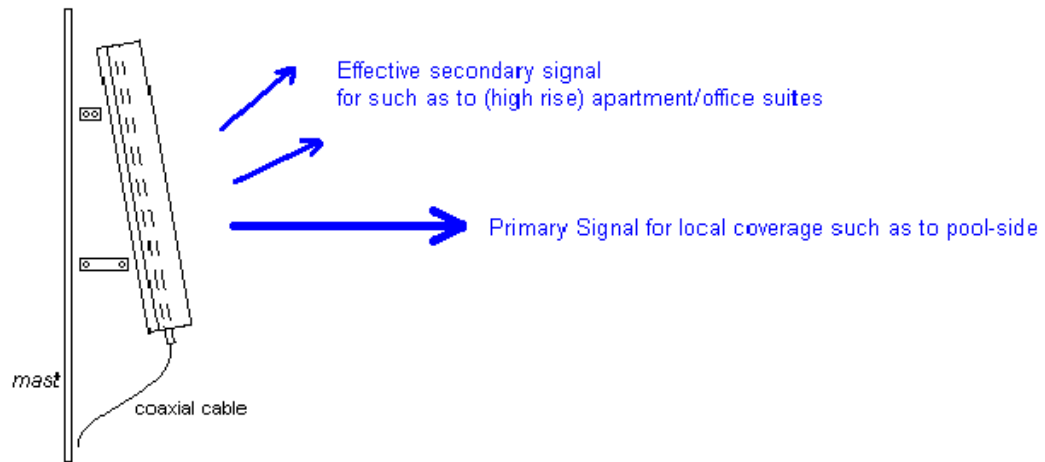 Effective secondary signal
for such as to (high rise) apartment/office suites
Primary Signal for local coverage such as to pool-side
mast
coaxial cable